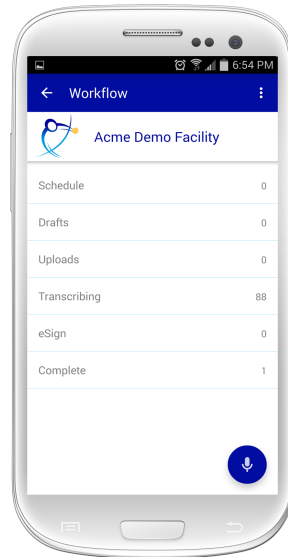 6:54 PM
Workflow
Acme Demo Facility
Schedule 0
Drafts 0
Uploads 0
Transcribing 88
eSign 0
Complete 1